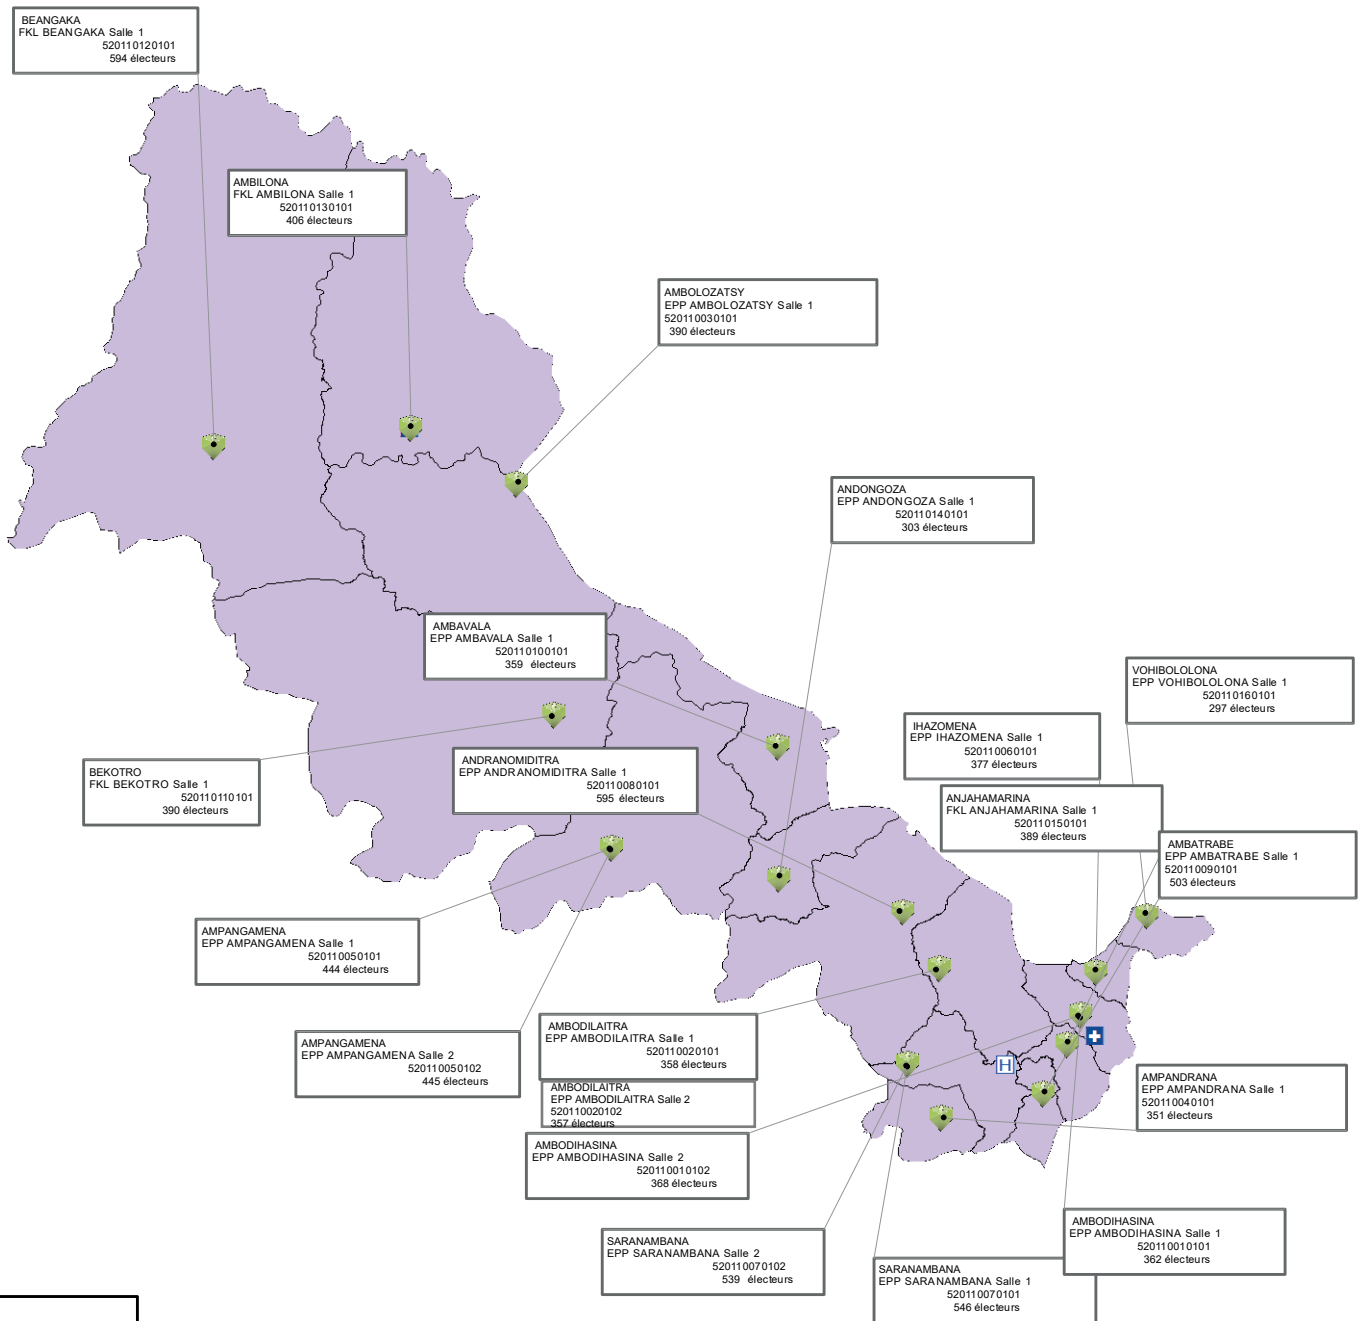 BEANGAKA
FKL BEANGAKA Salle 1
520110120101
594 électeurs
AMBILONA
FKL AMBILONA Salle 1
520110130101
406 électeurs
AMBOLOZATSY
EPP AMBOLOZATSY Salle 1
520110030101
390 électeurs
ANDONGOZA
EPP ANDONGOZA Salle 1
520110140101
303 électeurs
AMBAVALA
EPP AMBAVALA Salle 1
520110100101
359 électeurs
VOHIBOLOLONA
EPP VOHIBOLOLONA Salle 1
520110160101
297 électeurs
IHAZOMENA
EPP IHAZOMENA Salle 1
520110060101
377 électeurs
BEKOTRO
FKL BEKOTRO Salle 1
520110110101
390 électeurs
ANDRANOMIDITRA
EPP ANDRANOMIDITRA Salle 1
520110080101
595 électeurs
ANJAHAMARINA
FKL ANJAHAMARINA Salle 1
520110150101
389 électeurs
AMBATRABE
EPP AMBATRABE Salle 1
520110090101
503 électeurs
AMPANGAMENA
EPP AMPANGAMENA Salle 1
520110050101
444 électeurs
AMPANGAMENA
EPP AMPANGAMENA Salle 2
520110050102
445 électeurs
AMBODILAITRA
EPP AMBODILAITRA Salle 1
520110020101
358 électeurs
AMBODILAITRA
EPP AMBODILAITRA Salle 2
520110020102
357 électeurs
H
AMPANDRANA
EPP AMPANDRANA Salle 1
520110040101
351 électeurs
AMBODIHASINA
EPP AMBODIHASINA Salle 2
520110010102
368 électeurs
AMBODIHASINA
EPP AMBODIHASINA Salle 1
520110010101
362 électeurs
SARANAMBANA
EPP SARANAMBANA Salle 2
520110070102
539 électeurs
SARANAMBANA
EPP SARANAMBANA Salle 1
520110070101
546 électeurs